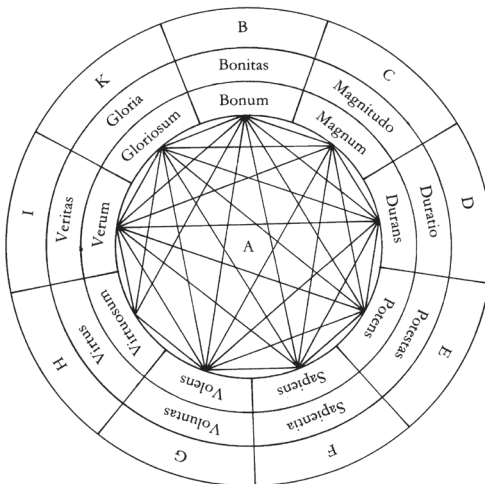 B
Bonitas
Bonum
C
Magnitudo
Magnum
D
Duratio
Durans
E
Potestas
Potens
F
Sapientia
Sapiens
G
Voluntas
Volens
H
Virtus
Virtuosum
I
Veritas
Verum
K
Gloria
Gloriosum
A